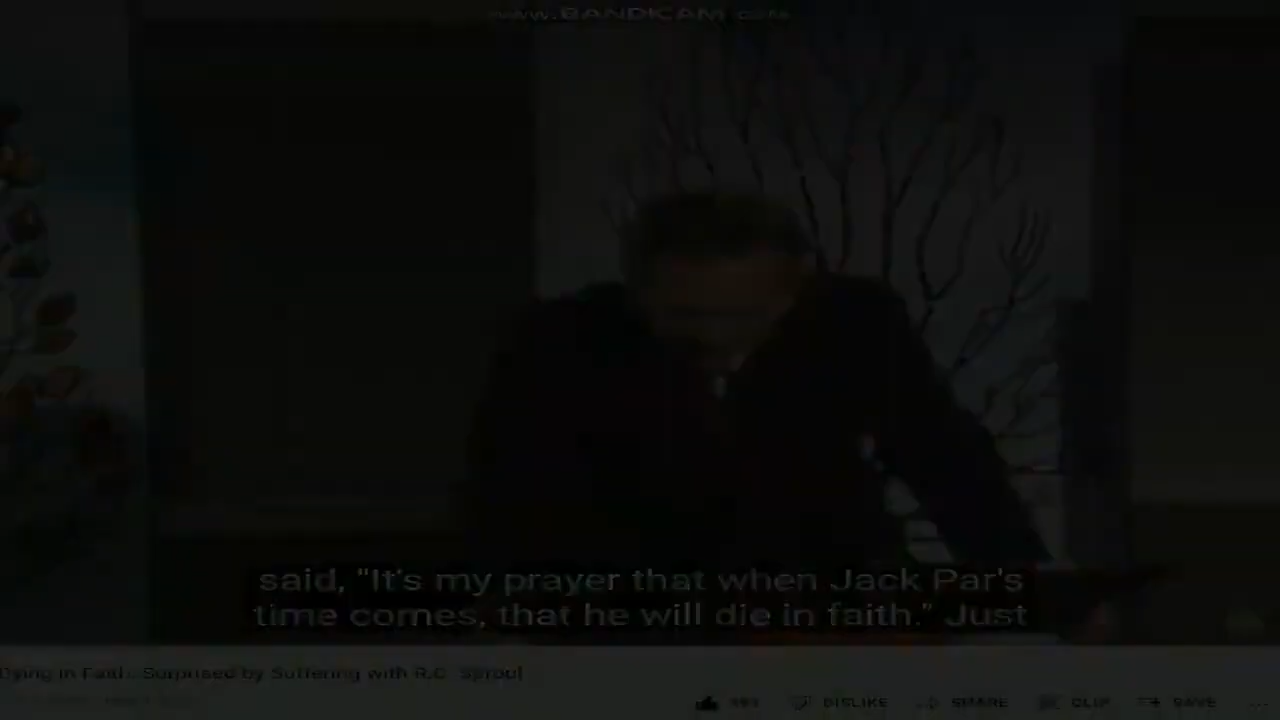 www.BANDICAM.com
said, "It's my prayer that when Jack Par's
time comes, that he will die in faith." Just
Dying in Faith: Surprised by Suffering with R.C. Sproul
DISLIKE
SHARE
CLIP
SAVE